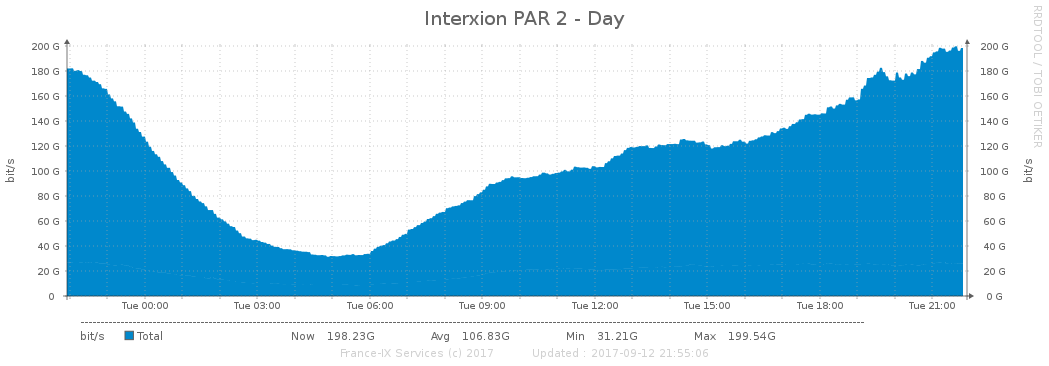 Interxion PAR 2 - Day
RRDTOOL / TOBI OETIKER
200 G 200 G
180 G 180 G
160 G 160 G
140 G 140 G
120 G 120 G
100 G 100 G
80 G 80 G
60 G 60 G
40 G 40 G
20 G 20 G
0 0 G
bit/s bit/s
Tue 00:00 Tue 03:00 Tue 06:00 Tue 09:00 Tue 12:00 Tue 15:00 Tue 18:00 Tue 21:00
bit/s Total Now 198.23G Avg 106.83G Min 31.21G Max 199.54G
France-IX Services (c) 2017 Updated : 2017-09-12 21:55:06